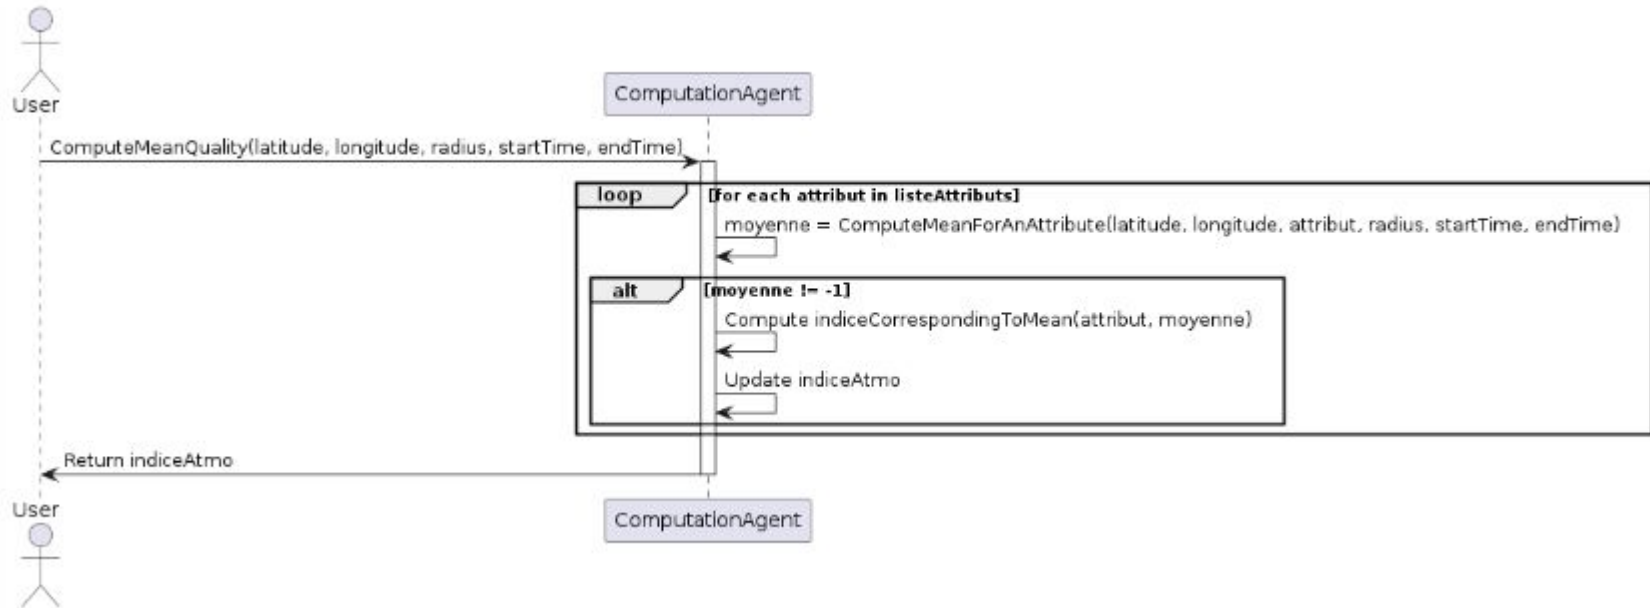 User
ComputationAgent
ComputeMeanQuality(latitude, longitude, radius, startTime, endTime)
loop [for each attribut in listeAttributs]
moyenne = ComputeMeanForAnAttribute(latitude, longitude, attribut, radius, startTime, endTime)
alt [moyenne != -1]
Compute indiceCorrespondingToMean(attribut, moyenne)
Update indiceAtmo
Return indiceAtmo
User
ComputationAgent